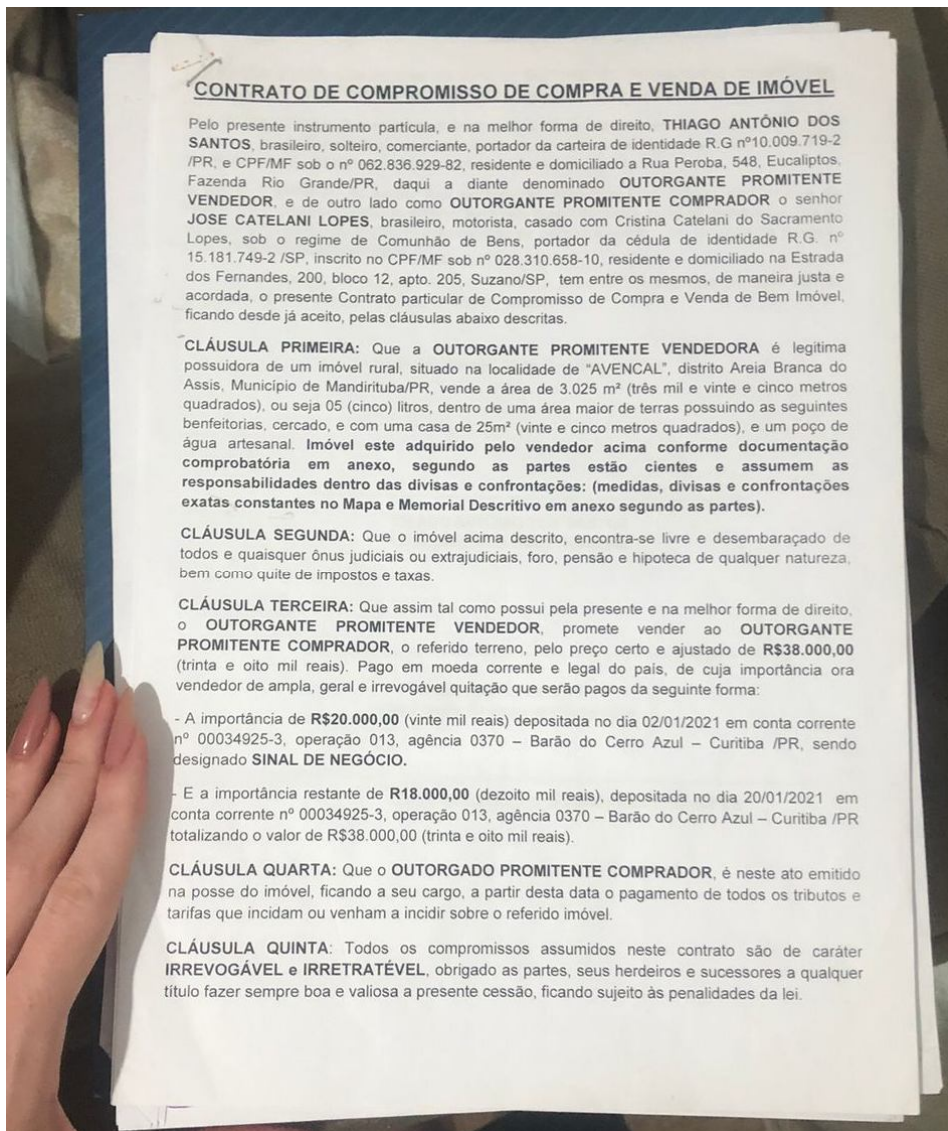 CONTRATO DE COMPROMISSO DE COMPRA E VENDA DE IMÓVEL
Pelo presente instrumento partícula, e na melhor forma de direito, THIAGO ANTÔNIO DOS
SANTOS, brasileiro, solteiro, comerciante, portador da carteira de identidade R.G nº10.009.719-2
/PR, e CPF/MF sob o nº 062.836.929-82, residente e domiciliado a Rua Peroba, 548, Eucaliptos,
Fazenda Rio Grande/PR, daqui a diante denominado OUTORGANTE PROMITENTE
VENDEDOR, e de outro lado como OUTORGANTE PROMITENTE COMPRADOR o senhor
JOSE CATELANI LOPES, brasileiro, motorista, casado com Cristina Catelani do Sacramento
Lopes, sob o regime de Comunhão de Bens, portador da cédula de identidade R.G. nº
15.181.749-2 /SP, inscrito no CPF/MF sob nº 028.310.658-10, residente e domiciliado na Estrada
dos Fernandes, 200, bloco 12, apto. 205, Suzano/SP, tem entre os mesmos, de maneira justa e
acordada, o presente Contrato particular de Compromisso de Compra e Venda de Bem Imóvel,
ficando desde já aceito, pelas cláusulas abaixo descritas.
CLÁUSULA PRIMEIRA: Que a OUTORGANTE PROMITENTE VENDEDORA é legitima
possuidora de um imóvel rural, situado na localidade de “AVENCAL”, distrito Areia Branca do
Assis, Município de Mandirituba/PR, vende a área de 3.025 m² (três mil e vinte e cinco metros
quadrados), ou seja 05 (cinco) litros, dentro de uma área maior de terras possuindo as seguintes
benfeitorias, cercado, e com uma casa de 25m² (vinte e cinco metros quadrados), e um poço de
água artesanal. Imóvel este adquirido pelo vendedor acima conforme documentação
comprobatória em anexo, segundo as partes estão cientes e assumem as
responsabilidades dentro das divisas e confrontações: (medidas, divisas e confrontações
exatas constantes no Mapa e Memorial Descritivo em anexo segundo as partes).
CLÁUSULA SEGUNDA: Que o imóvel acima descrito, encontra-se livre e desembaraçado de
todos e quaisquer ônus judiciais ou extrajudiciais, foro, pensão e hipoteca de qualquer natureza,
bem como quite de impostos e taxas.
CLÁUSULA TERCEIRA: Que assim tal como possui pela presente e na melhor forma de direito,
o OUTORGANTE PROMITENTE VENDEDOR, promete vender ao OUTORGANTE
PROMITENTE COMPRADOR, o referido terreno, pelo preço certo e ajustado de R$38.000,00
(trinta e oito mil reais). Pago em moeda corrente e legal do país, de cuja importância ora
vendedor de ampla, geral e irrevogável quitação que serão pagos da seguinte forma:
- A importância de R$20.000,00 (vinte mil reais) depositada no dia 02/01/2021 em conta corrente
nº 00034925-3, operação 013, agência 0370 – Barão do Cerro Azul – Curitiba /PR, sendo
designado SINAL DE NEGÓCIO.
- E a importância restante de R18.000,00 (dezoito mil reais), depositada no dia 20/01/2021 em
conta corrente nº 00034925-3, operação 013, agência 0370 – Barão do Cerro Azul – Curitiba /PR
totalizando o valor de R$38.000,00 (trinta e oito mil reais).
CLÁUSULA QUARTA: Que o OUTORGADO PROMITENTE COMPRADOR, é neste ato emitido
na posse do imóvel, ficando a seu cargo, a partir desta data o pagamento de todos os tributos e
tarifas que incidam ou venham a incidir sobre o referido imóvel.
CLÁUSULA QUINTA: Todos os compromissos assumidos neste contrato são de caráter
IRREVOGÁVEL e IRRETRATÉVEL, obrigado as partes, seus herdeiros e sucessores a qualquer
título fazer sempre boa e valiosa a presente cessão, ficando sujeito às penalidades da lei.